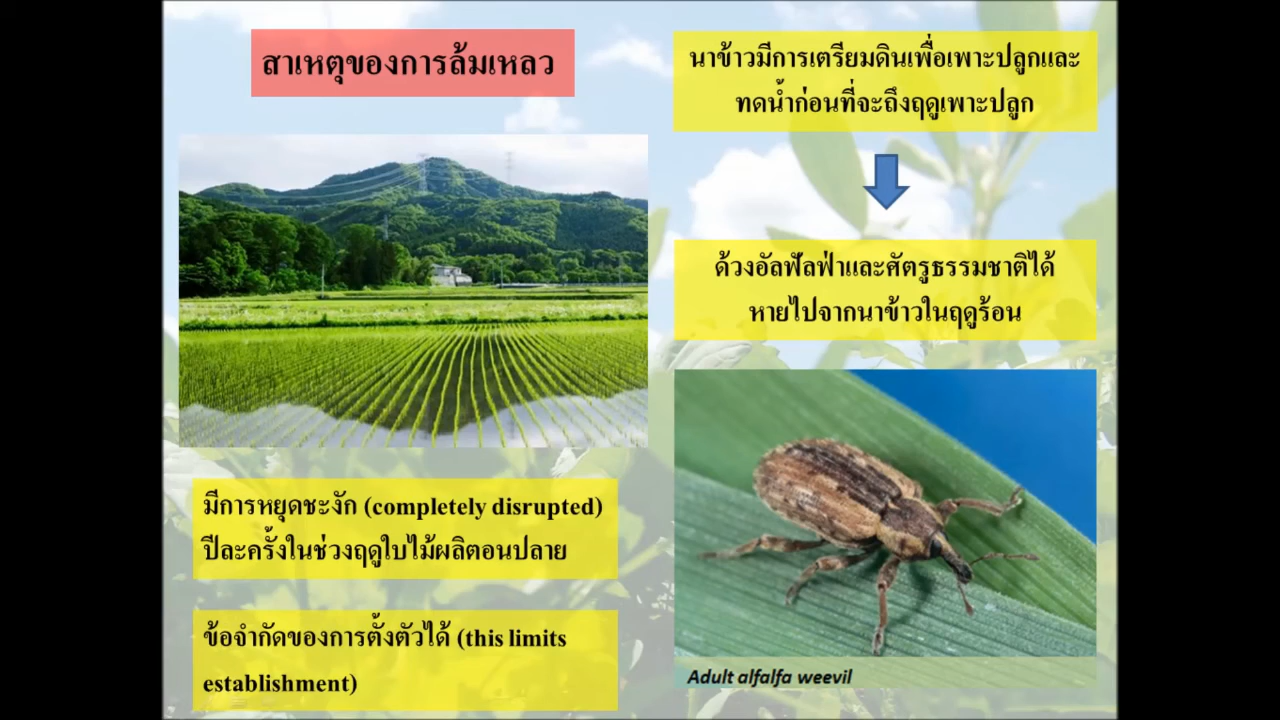 สาเหตุของการล้มเหลว
นาข้าวมีการเตรียมดินเพื่อเพาะปลูกและ
ทดน้ำก่อนที่จะถึงฤดูเพาะปลูก
ด้วงอัลฟัลฟ่าและศัตรูธรรมชาติได้
หายไปจากนาข้าวในฤดูร้อน
มีการหยุดชะงัก (completely disrupted)
ปีละครั้งในช่วงฤดูใบไม้ผลิตอนปลาย
ข้อจำกัดของการตั้งตัวได้ (this limits
establishment)
Adult alfalfa weevil